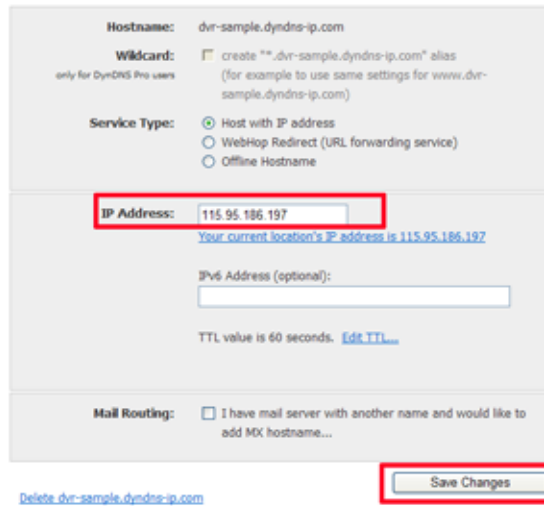 Hostname: dvr-sample.dyndns-ip.com
Wildcard: create "*.dvr-sample.dyndns-ip.com" alias
only for DynDNS Pro users (for example to use same settings for www.dvr-
sample.dyndns-ip.com)
Service Type: Host with IP address
WebHop Redirect (URL forwarding service)
Offline Hostname
IP Address: 115.95.186.197
Your current location's IP address is 115.95.186.197
IPv6 Address (optional):
TTL value is 60 seconds. Edit TTL...
Mail Routing: I have mail server with another name and would like to
add MX hostname...
Save Changes
Delete dvr-sample.dyndns-ip.com